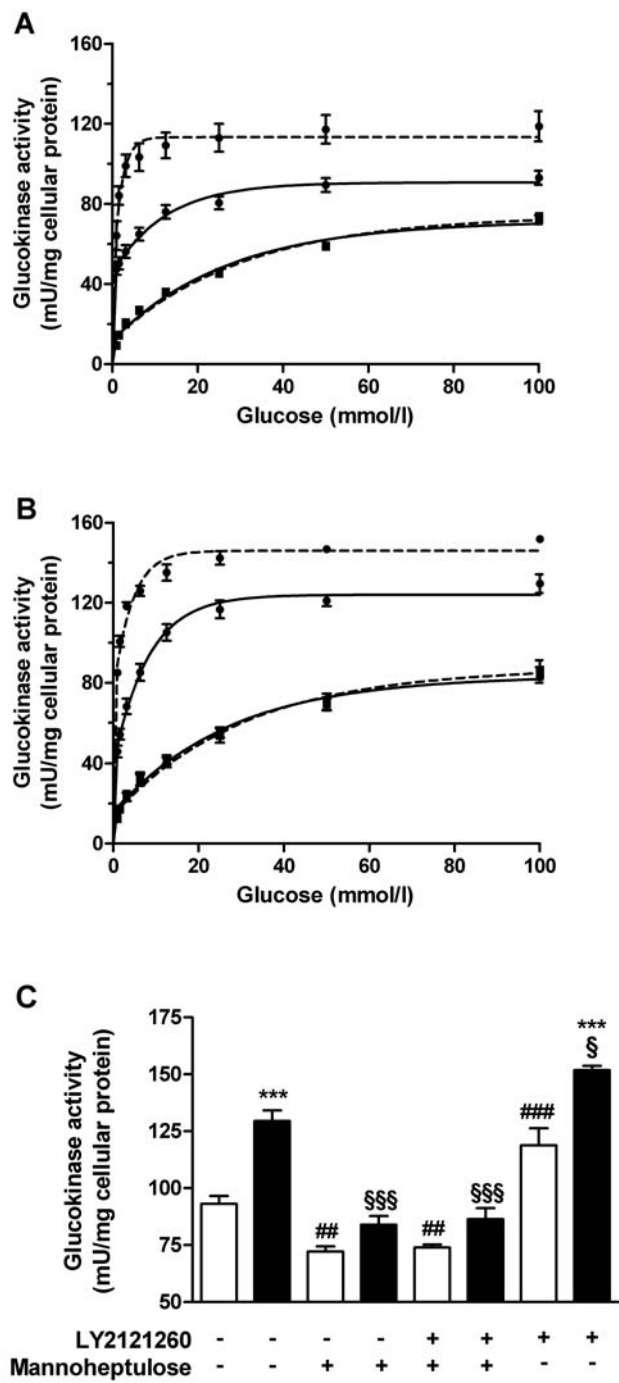 A
Glucokinase activity
(mU/mg cellular protein)
160
120
80
40
0
0 20 40 60 80 100
Glucose (mmol/l)
B
Glucokinase activity
(mU/mg cellular protein)
160
120
80
40
0
0 20 40 60 80 100
Glucose (mmol/l)
C
Glucokinase activity
(mU/mg cellular protein)
175
150
125
100
75
50
***
##
§§§
##
§§§
###
***
§
LY2121260 - - - - + + + +
Mannoheptulose - - + + + + - -